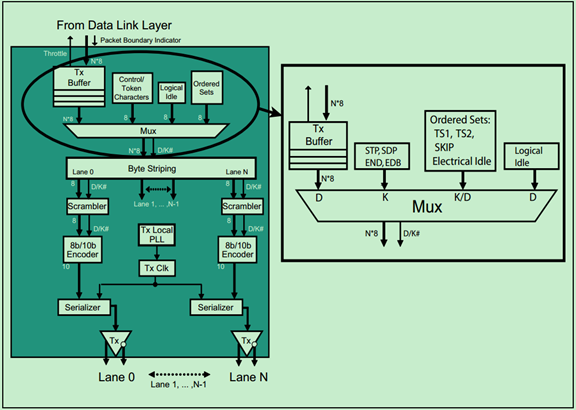 From Data Link Layer
Packet Boundary Indicator
Throttle
N*8
Tx
Buffer
Control/
Token
Characters
Logical
Idle
Ordered
Sets
N*8
8
8
8
Mux
N*8
D/K#
Byte Striping
Lane 0
Lane N
8
D/K#
Lane 1, ... ,N-1
8
D/K#
Scrambler
Scrambler
8
D/K#
8
D/K#
8b/10b
Encoder
Tx Local
PLL
8b/10b
Encoder
10
10
Tx Clk
Serializer
Serializer
Tx
Tx
Lane 0
Lane 1, ... ,N-1
Lane N
N*8
Tx
Buffer
STP, SDP
END, EDB
Ordered Sets:
TS1, TS2,
SKIP
Electrical Idle
Logical
Idle
N*8
D
K
K/D
D
Mux
N*8
D/K#